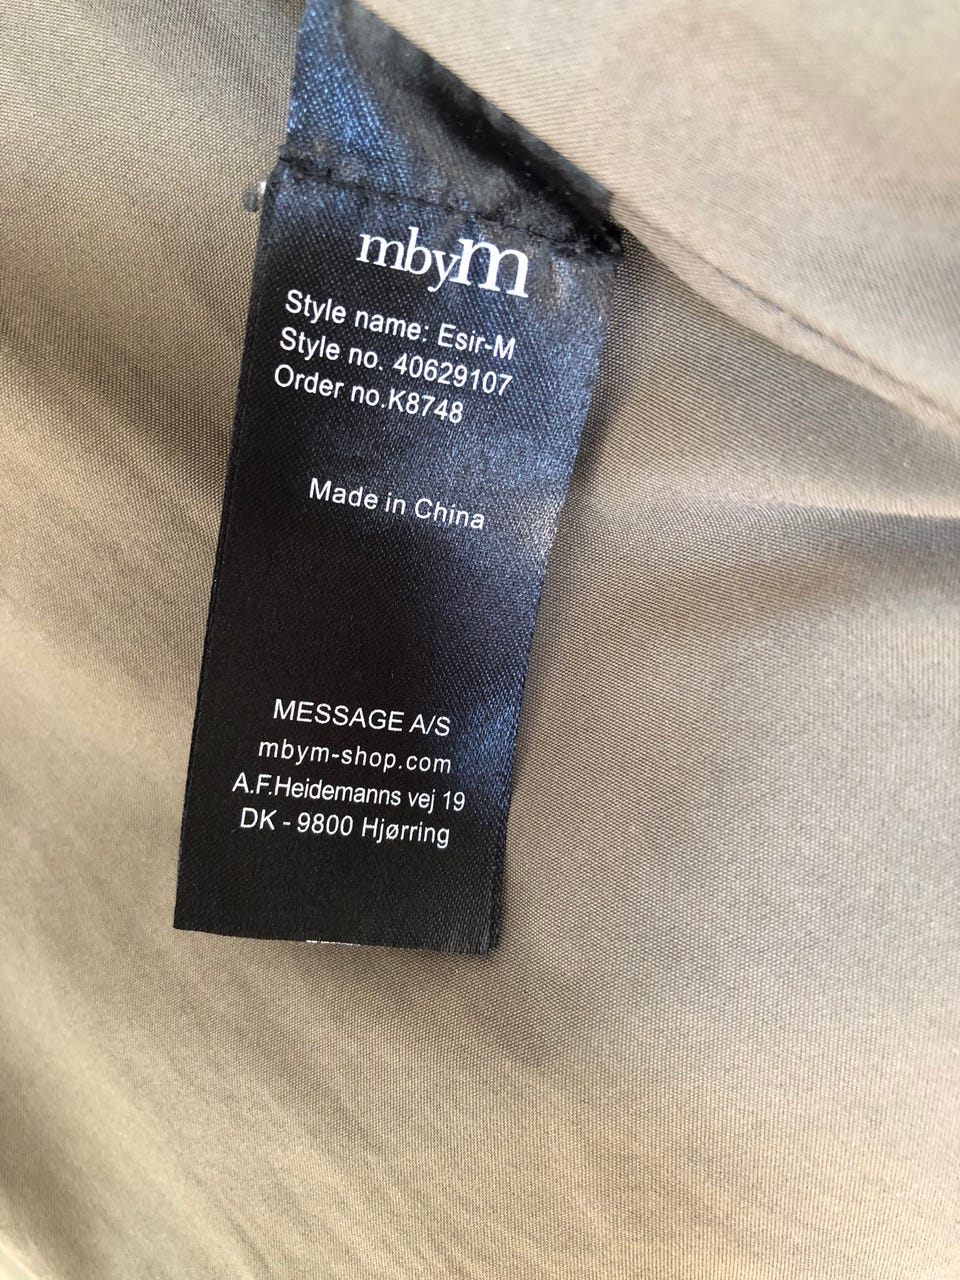 mbyM
Style name: Esir-M
Style no. 40629107
Order no.K8748
Made in China
MESSAGE A/S
mbym-shop.com
A.F.Heidemanns vej 19
DK - 9800 Hjørring